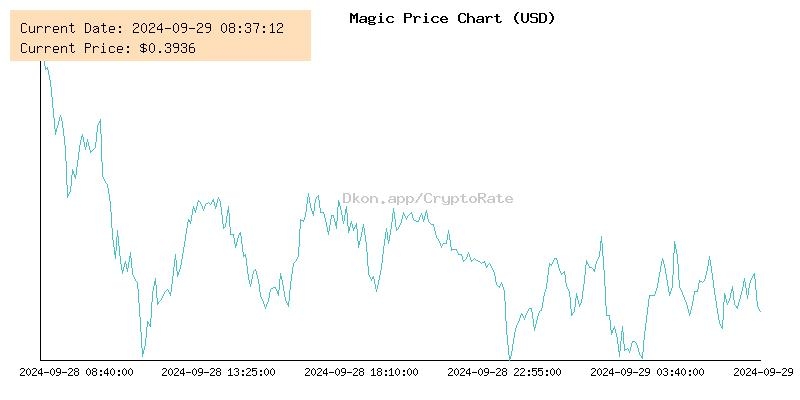 Magic Price Chart (USD)
Current Date: 2024-09-29 08:37:12
Current Price: $0.3936
Dkon.app/CryptoRate
2024-09-28 08:40:00 2024-09-28 13:25:00 2024-09-28 18:10:00 2024-09-28 22:55:00 2024-09-29 03:40:00 2024-09-29